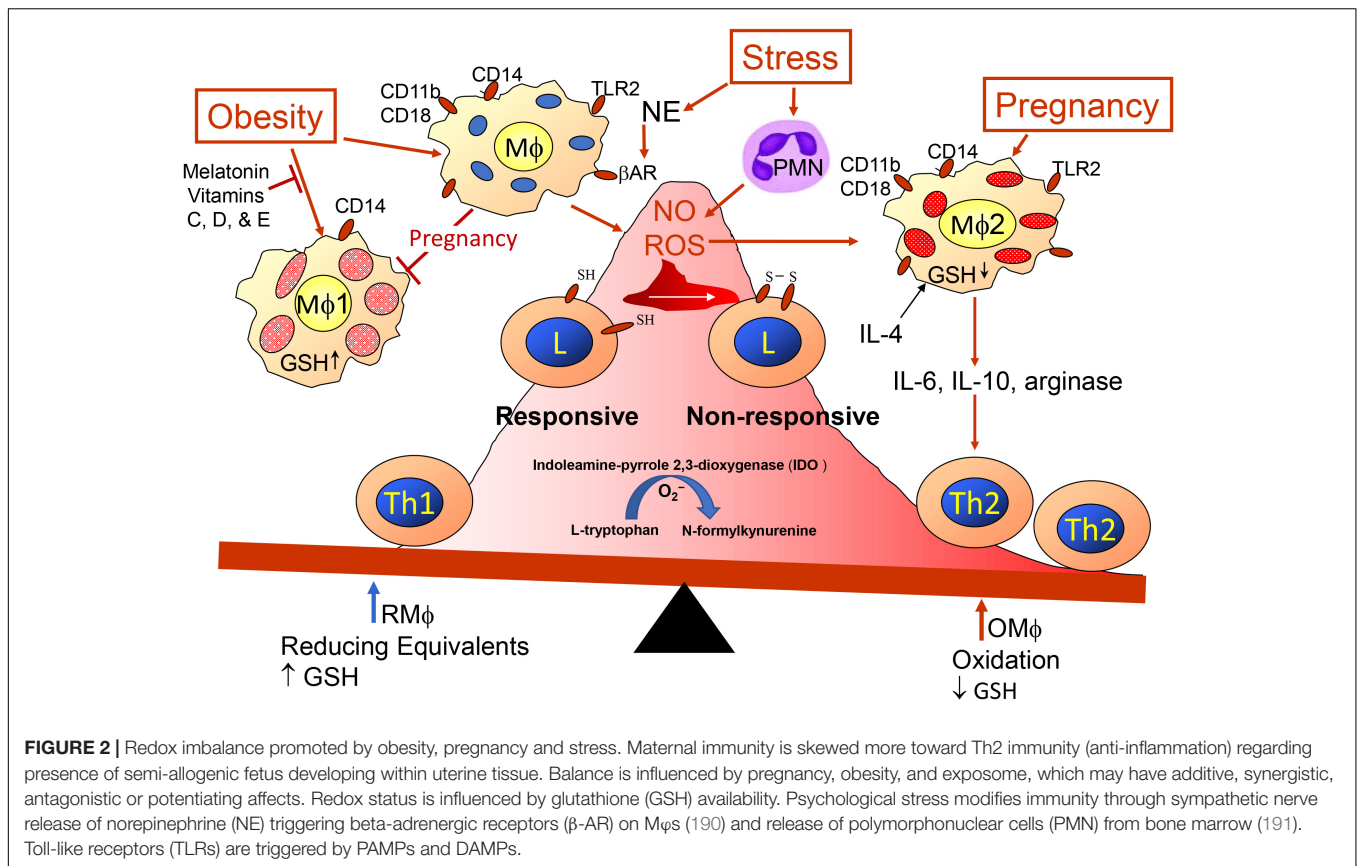 Stress
Obesity
CD14
CD11b
CD18
TLR2
NE
Mϕ
βAR
PMN
Pregnancy
CD14
CD11b
CD18
TLR2
Mϕ2
GSH↓
IL-4
Melatonin
Vitamins
C, D, & E
CD14
Pregnancy
Mϕ1
GSH↑
NO
ROS
SH
SH
S – S
L
L
IL-6, IL-10, arginase
Responsive
Non-responsive
Indoleamine-pyrrole 2,3-dioxygenase (IDO )
O₂⁻
L-tryptophan
N-formylkynurenine
Th1
Th2
Th2
↑RMϕ
Reducing Equivalents
↑ GSH
↑OMϕ
Oxidation
↓ GSH
FIGURE 2 | Redox imbalance promoted by obesity, pregnancy and stress. Maternal immunity is skewed more toward Th2 immunity (anti-inflammation) regarding
presence of semi-allogenic fetus developing within uterine tissue. Balance is influenced by pregnancy, obesity, and exposome, which may have additive, synergistic,
antagonistic or potentiating affects. Redox status is influenced by glutathione (GSH) availability. Psychological stress modifies immunity through sympathetic nerve
release of norepinephrine (NE) triggering beta-adrenergic receptors (β-AR) on Mφs (190) and release of polymorphonuclear cells (PMN) from bone marrow (191).
Toll-like receptors (TLRs) are triggered by PAMPs and DAMPs.